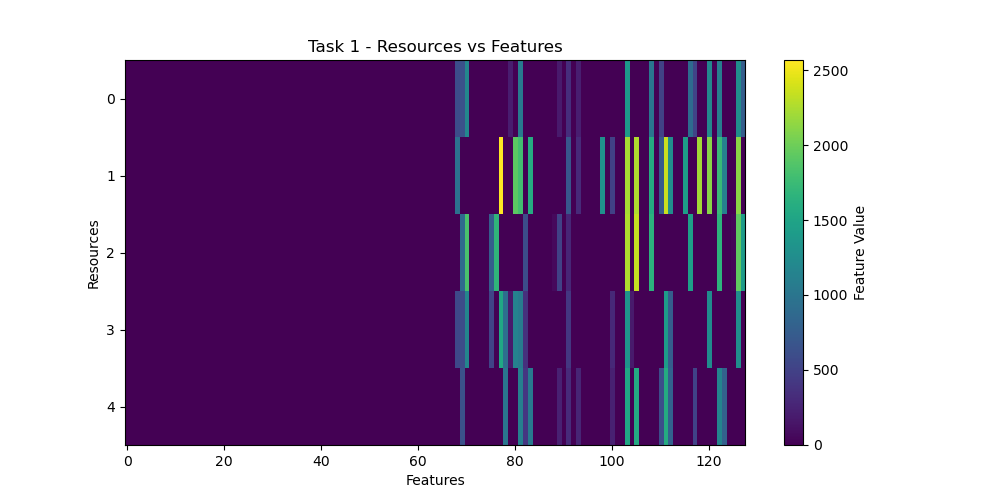 Task 1 - Resources vs Features
0
1
2
3
4
Resources
0 20 40 60 80 100 120
Features
2500
2000
1500
1000
500
0
Feature Value